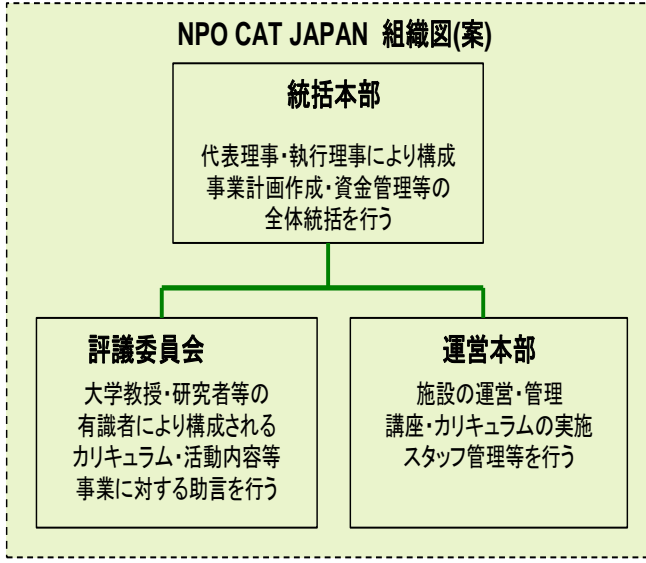 NPO CAT JAPAN 組織図(案)
統括本部
代表理事・執行理事により構成
事業計画作成・資金管理等の
全体統括を行う
評議委員会
大学教授・研究者等の
有識者により構成される
カリキュラム・活動内容等
事業に対する助言を行う
運営本部
施設の運営・管理
講座・カリキュラムの実施
スタッフ管理等を行う